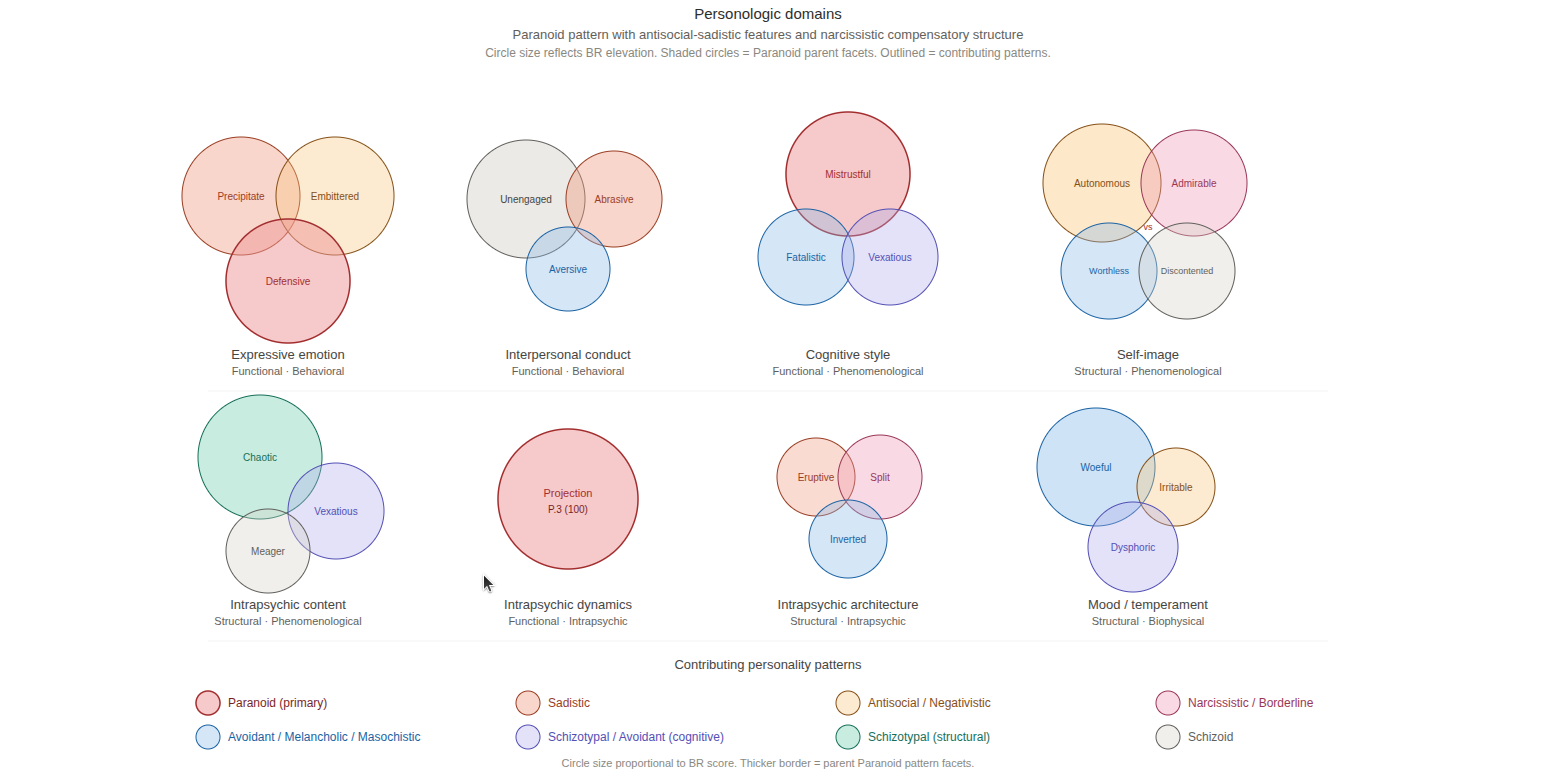 Personologic domains
Paranoid pattern with antisocial-sadistic features and narcissistic compensatory structure
Circle size reflects BR elevation. Shaded circles = Paranoid parent facets. Outlined = contributing patterns.
Precipitate
Embittered
Defensive
Expressive emotion
Functional · Behavioral
Unengaged
Abrasive
Aversive
Interpersonal conduct
Functional · Behavioral
Mistrustful
Fatalistic
Vexatious
Cognitive style
Functional · Phenomenological
Autonomous
Admirable
vs
Worthless
Discontented
Self-image
Structural · Phenomenological
Chaotic
Vexatious
Meager
Intrapsychic content
Structural · Phenomenological
Projection
P.3 (100)
Intrapsychic dynamics
Functional · Intrapsychic
Eruptive
Split
Inverted
Intrapsychic architecture
Structural · Intrapsychic
Woeful
Irritable
Dysphoric
Mood / temperament
Structural · Biophysical
Contributing personality patterns
Paranoid (primary)
Sadistic
Antisocial / Negativistic
Narcissistic / Borderline
Avoidant / Melancholic / Masochistic
Schizotypal / Avoidant (cognitive)
Schizotypal (structural)
Schizoid
Circle size proportional to BR score. Thicker border = parent Paranoid pattern facets.